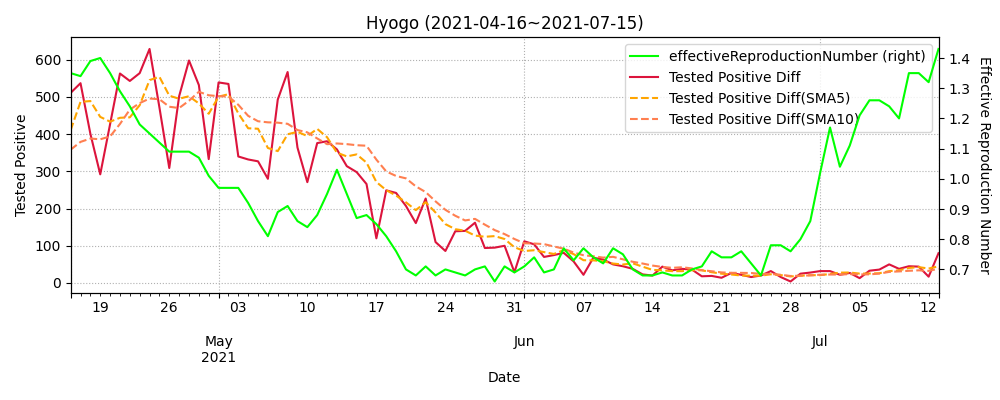 Hyogo (2021-04-16~2021-07-15)
effectiveReproductionNumber (right)
Tested Positive Diff
Tested Positive Diff(SMA5)
Tested Positive Diff(SMA10)
Tested Positive
600
500
400
300
200
100
0
1.4
1.3
1.2
1.1
1.0
0.9
0.8
0.7
Effective Reproduction Number
19 26 03 10 17 24 31 07 14 21 28 05 12
May Jun Jul
2021
Date